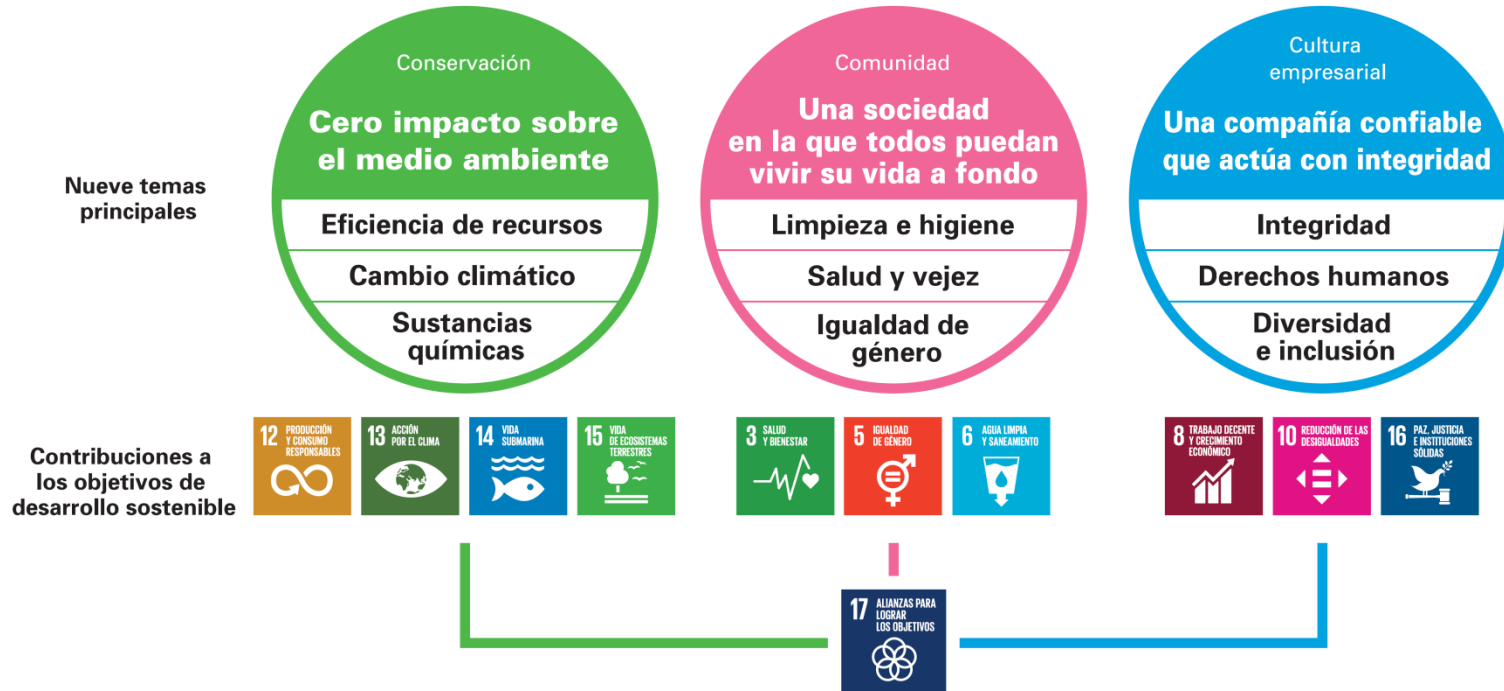 Conservación
Cero impacto sobre
el medio ambiente
Eficiencia de recursos
Cambio climático
Sustancias
químicas
Comunidad
Una sociedad
en la que todos puedan
vivir su vida a fondo
Limpieza e higiene
Salud y vejez
Igualdad de
género
Cultura
empresarial
Una compañía confiable
que actúa con integridad
Integridad
Derechos humanos
Diversidad
e inclusión
Nueve temas
principales
Contribuciones a
los objetivos de
desarrollo sostenible
12 PRODUCCIÓN
Y CONSUMO
RESPONSABLES
13 ACCIÓN
POR EL CLIMA
14 VIDA
SUBMARINA
15 VIDA
DE ECOSISTEMAS
TERRESTRES
3 SALUD
Y BIENESTAR
5 IGUALDAD
DE GÉNERO
6 AGUA LIMPIA
Y SANEAMIENTO
8 TRABAJO DECENTE
Y CRECIMIENTO
ECONÓMICO
10 REDUCCIÓN DE LAS
DESIGUALDADES
16 PAZ, JUSTICIA
E INSTITUCIONES
SÓLIDAS
17 ALIANZAS PARA
LOGRAR
LOS OBJETIVOS